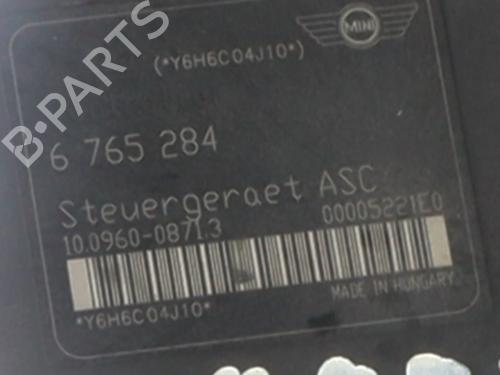 MINI
(*Y6H6C04J10*)
B-PARTS
6 765 284
Steuergeraet ASC
10.0960-0871.3
00005221E0
MADE IN HUNGARY
*Y6H6C04J10*